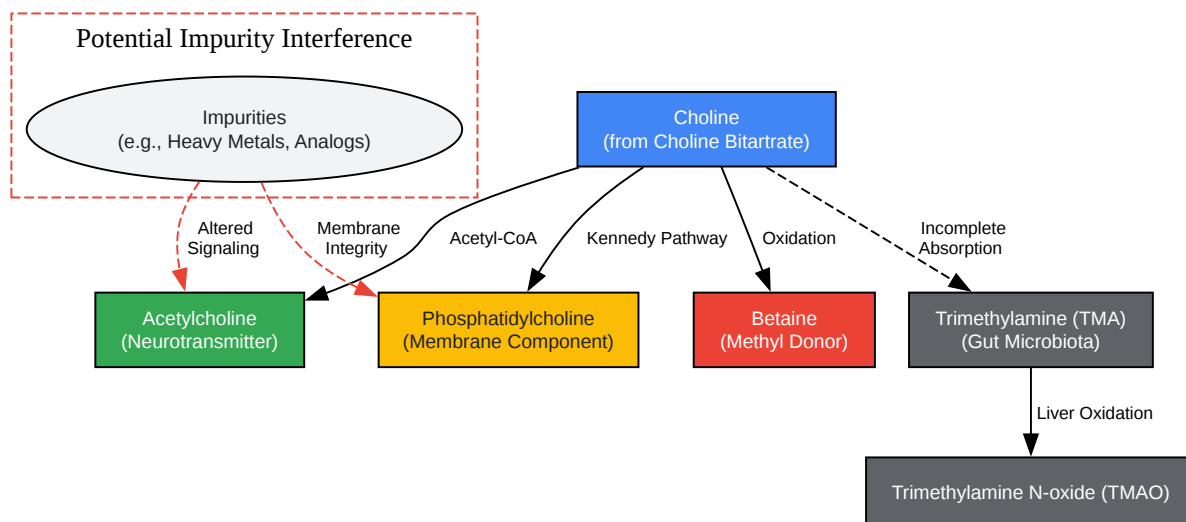 Potential Impurity Interference
Impurities
(e.g., Heavy Metals, Analogs)
Choline
(from Choline Bitartrate)
Altered
Signaling
Membrane
Integrity
Acetyl-CoA
Kennedy Pathway
Oxidation
Incomplete
Absorption
Acetylcholine
(Neurotransmitter)
Phosphatidylcholine
(Membrane Component)
Betaine
(Methyl Donor)
Trimethylamine (TMA)
(Gut Microbiota)
Liver Oxidation
Trimethylamine N-oxide (TMAO)